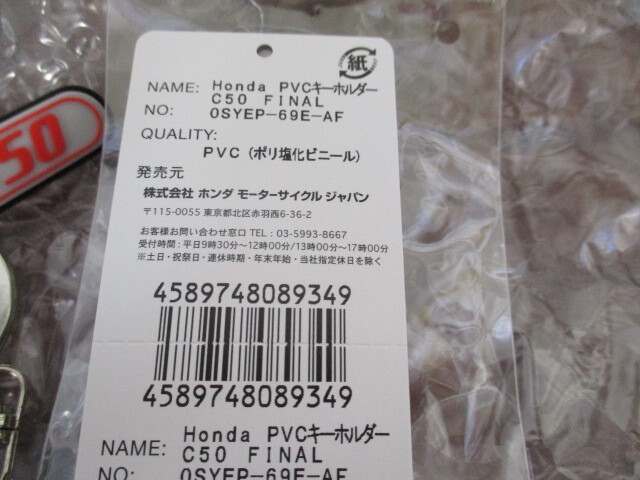 紙
NAME: Honda PVCキーホルダー
C50 FINAL
NO: 0SYEP-69E-AF
QUALITY:
PVC（ポリ塩化ビニール）
発売元
株式会社 ホンダ モーターサイクル ジャパン
〒115-0055 東京都北区赤羽西6-36-2
お客様お問い合わせ窓口 TEL : 03-5993-8667
受付時間 : 平日9時30分〜12時00分/13時00分〜17時00分
※土日・祝祭日・連休時期・年末年始・当社指定休日を除く
50
4589748089349
4589748089349
NAME: Honda PVCキーホルダー
C50 FINAL
NO: 0SYEP-69E-AF